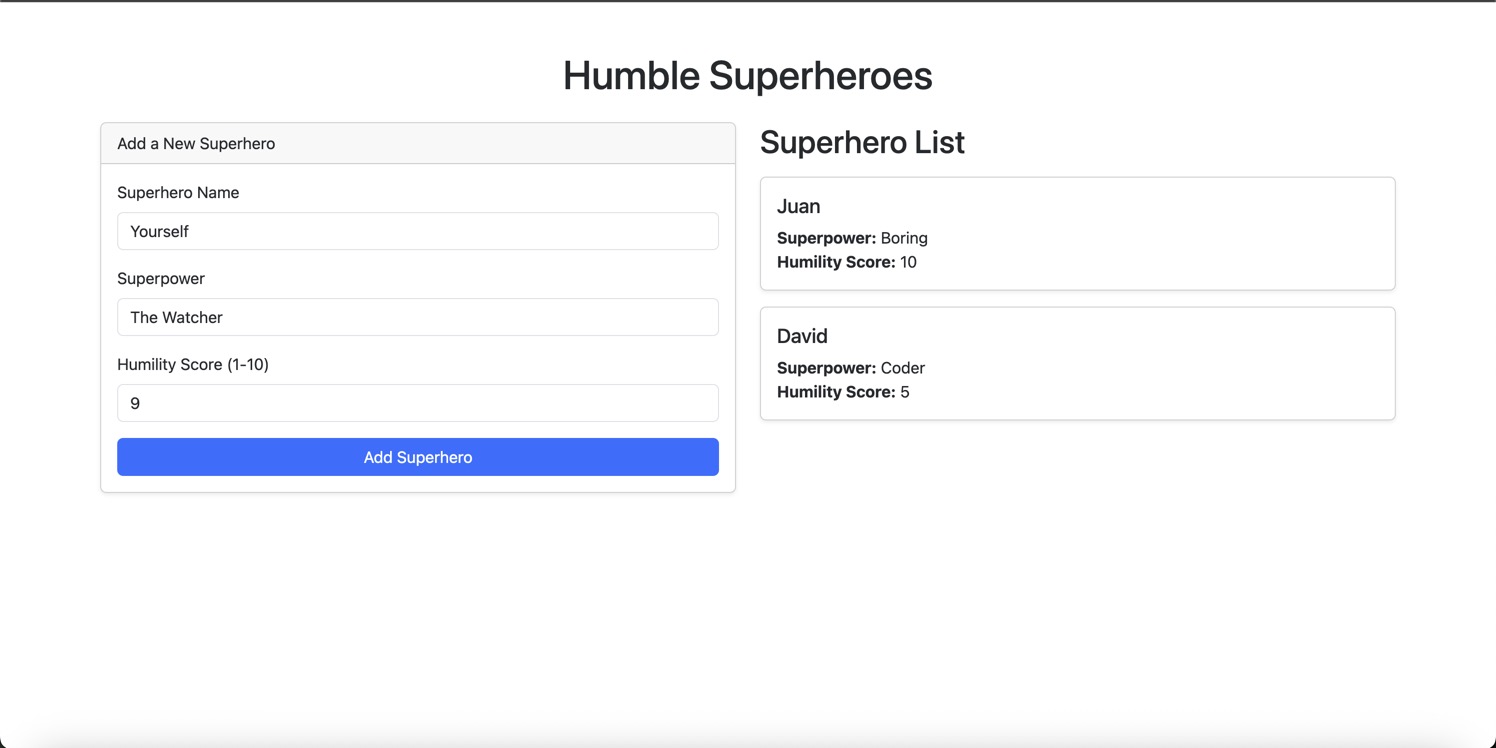 Humble Superheroes
Add a New Superhero
Superhero Name
Yourself
Superpower
The Watcher
Humility Score (1-10)
9
Add Superhero
Superhero List
Juan
Superpower: Boring
Humility Score: 10
David
Superpower: Coder
Humility Score: 5